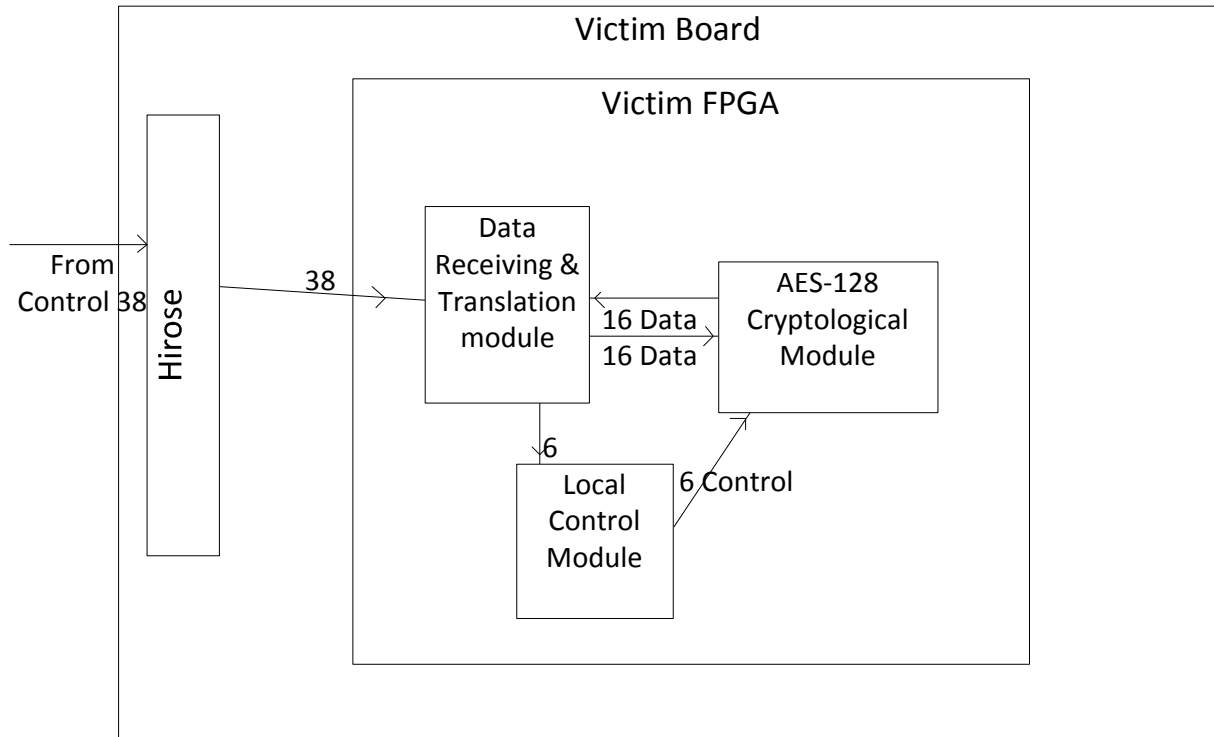 Victim Board
Victim FPGA
From
Control 38
Hirose
38
Data
Receiving &
Translation
module
16 Data
16 Data
AES-128
Cryptological
Module
6
6 Control
Local
Control
Module